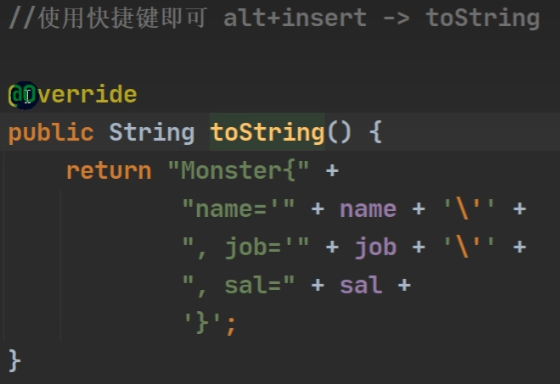 //使用快捷键即可 alt+insert -> toString
@Override
public String toString() {
return "Monster{" +
"name='" + name + '\'' +
", job='" + job + '\'' +
", sal=" + sal +
'}';
}